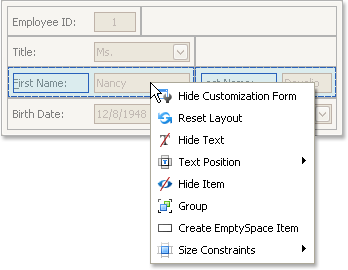 Employee ID: 1
Title: Ms.
First Name: Nancy
Hide Customization Form
Reset Layout
Hide Text
Birth Date: 12/8/1948
Text Position
Hide Item
Group
Create EmptySpace Item
Size Constraints